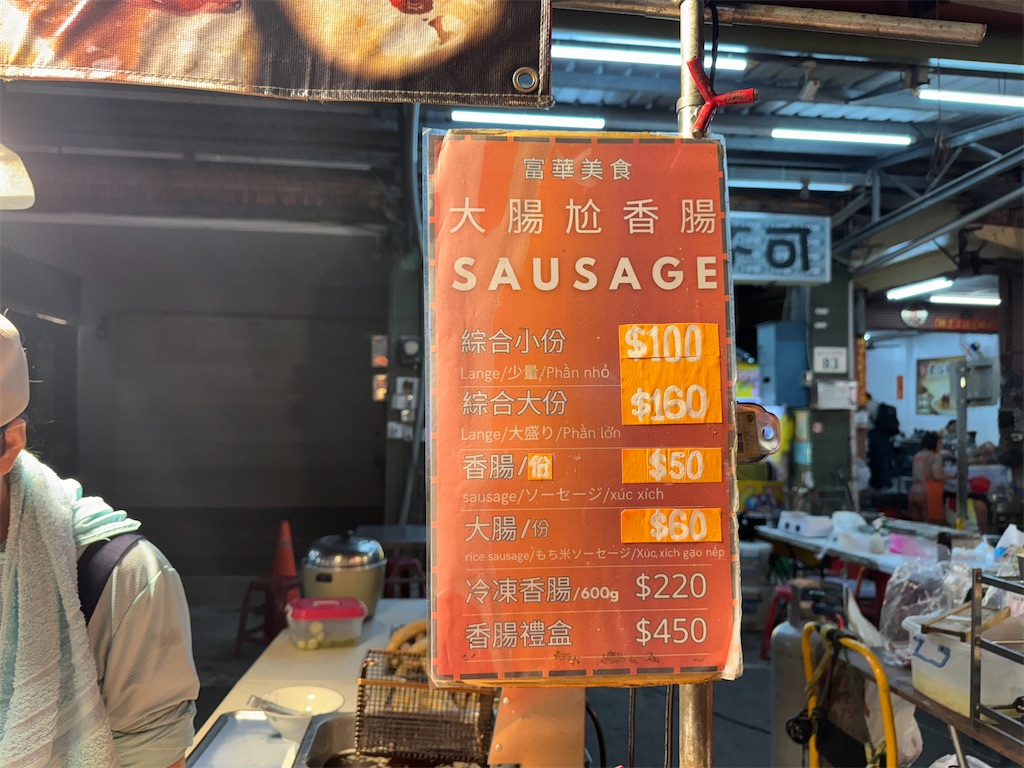 富華美食
大腸尬香腸
SAUSAGE
綜合小份 $100
Lange/少量/Phần nhỏ
綜合大份 $160
Lange/大盛り/Phần lớn
香腸/份 $50
sausage/ソーセージ/xúc xích
大腸/份 $60
rice sausage/もち米ソーセージ/Xúc xích gạo nếp
冷凍香腸/600g $220
香腸禮盒 $450